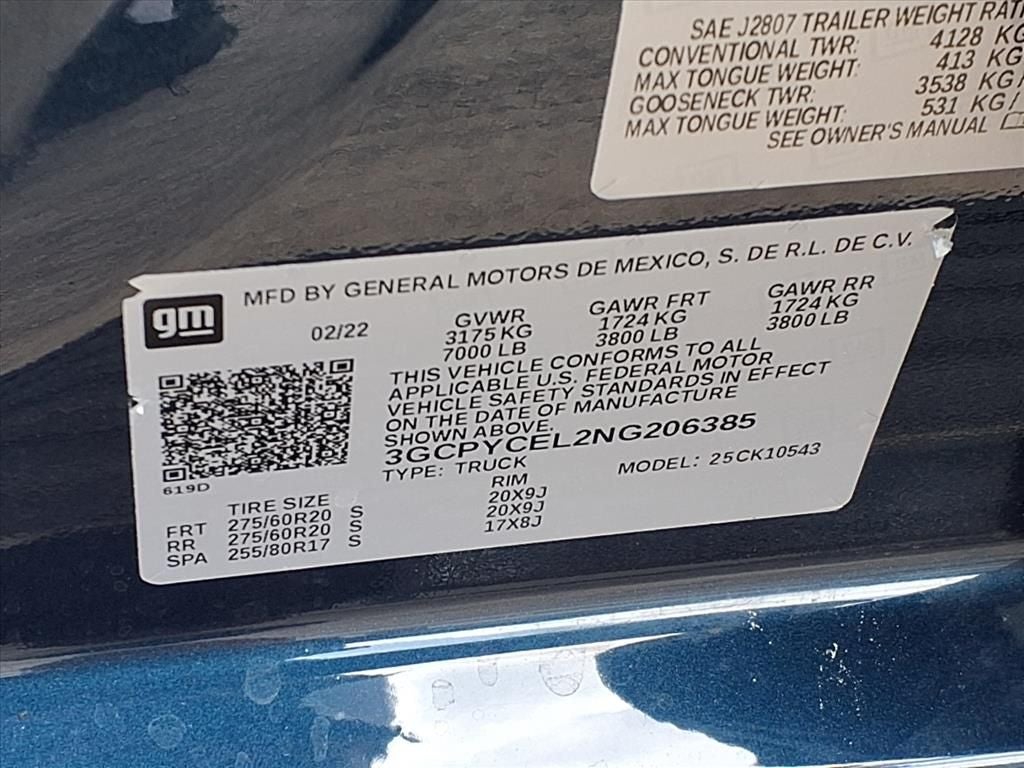 SAE J2807 TRAILER WEIGHT
CONVENTIONAL TWR: 4128 KG
MAX TONGUE WEIGHT: 413 KG
GOOSENECK TWR: 3538 KG/
MAX TONGUE WEIGHT: 531 KG/
SEE OWNER'S MANUAL
gm
MFD BY GENERAL MOTORS DE MEXICO, S. DE R.L. DE C.V.
02/22
GVWR
3175 KG
7000 LB
GAWR FRT
1724 KG
3800 LB
GAWR RR
1724 KG
3800 LB
THIS VEHICLE CONFORMS TO ALL
APPLICABLE U.S. FEDERAL MOTOR
VEHICLE SAFETY STANDARDS IN EFFECT
ON THE DATE OF MANUFACTURE
SHOWN ABOVE.
3GCPYCEL2NG206385
TYPE: TRUCK MODEL: 25CK10543
619D
TIRE SIZE RIM
FRT 275/60R20 S 20X9J
RR 275/60R20 S 20X9J
SPA 255/80R17 S 17X8J